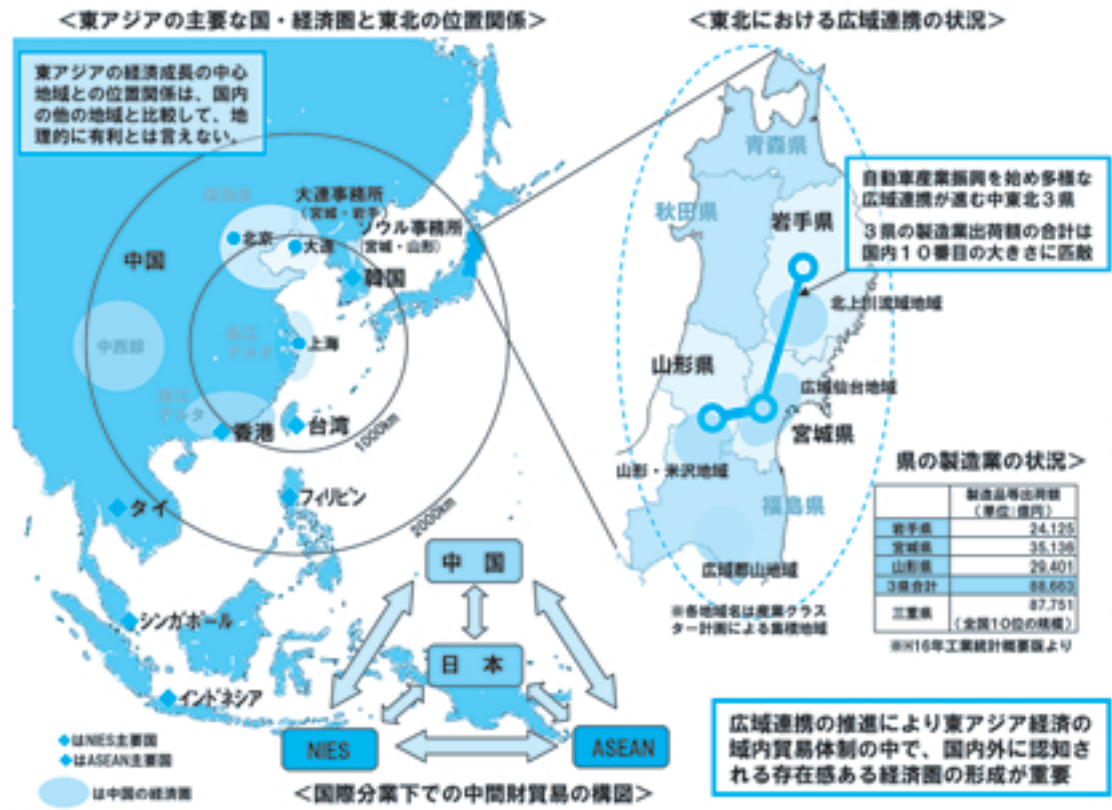 ＜東アジアの主要な国・経済圏と東北の位置関係＞
東アジアの経済成長の中心
地域との位置関係は、国内
の他の地域と比較して、地
理的に有利とは言えない。
大連事務所
（宮城・岩手）
ソウル事務所
（宮城・山形）
北京
大連
中国
韓国
中西部
長江
デルタ
上海
珠江
デルタ
香港
台湾
1000km
2000km
タイ
フィリピン
シンガポール
インドネシア
◆はNIES主要国
◆はASEAN主要国
は中国の経済圏
中国
日本
NIES
ASEAN
＜国際分業下での中間財貿易の構図＞
＜東北における広域連携の状況＞
青森県
秋田県
岩手県
自動車産業振興を始め多様な
広域連携が進む中東北３県
３県の製造業出荷額の合計は
国内１０番目の大きさに匹敵
北上川流域地域
山形県
広域仙台地域
宮城県
山形・米沢地域
福島県
広域郡山地域
※各地域名は産業クラス
ター計画による集積地域
県の製造業の状況＞
製造品等出荷額
（単位：億円）
岩手県 24,125
宮城県 35,136
山形県 29,401
３県合計 88,663
三重県 87,751
（全国10位の規模）
※H16年工業統計概要版より
広域連携の推進により東アジア経済の
域内貿易体制の中で、国内外に認知さ
れる存在感ある経済圏の形成が重要